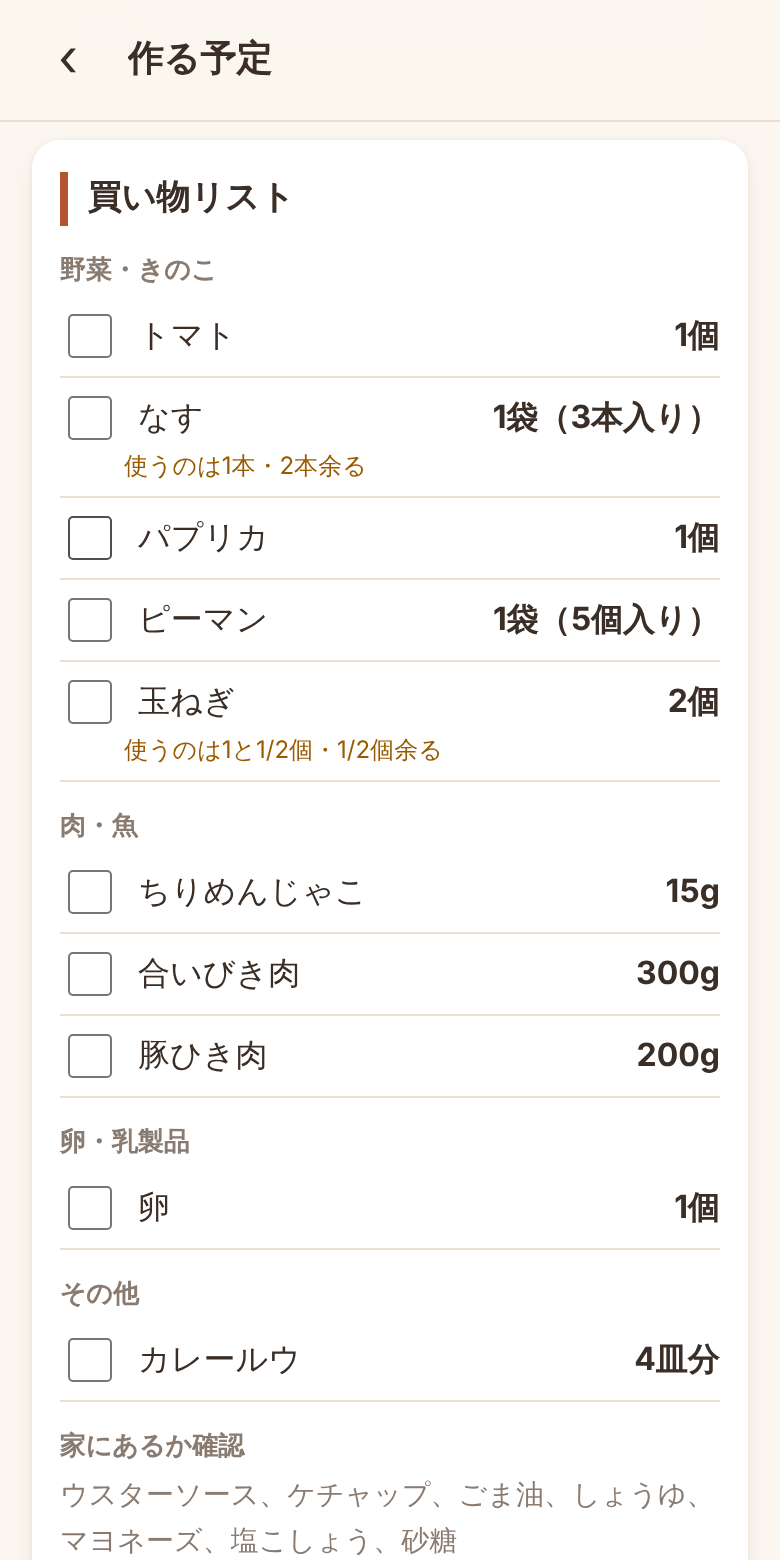 作る予定
買い物リスト
野菜・きのこ
トマト 1個
なす 1袋（3本入り）
使うのは1本・2本余る
パプリカ 1個
ピーマン 1袋（5個入り）
玉ねぎ 2個
使うのは1と1/2個・1/2個余る
肉・魚
ちりめんじゃこ 15g
合いびき肉 300g
豚ひき肉 200g
卵・乳製品
卵 1個
その他
カレールウ 4皿分
家にあるか確認
ウスターソース、ケチャップ、ごま油、しょうゆ、
マヨネーズ、塩こしょう、砂糖